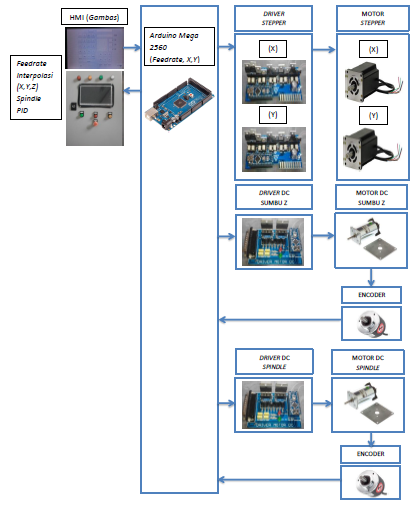 HMI (Gambas)
Feedrate
Interpolasi
(X,Y,Z)
Spindle
PID
Arduino Mega
2560
(Feedrate, X,Y)
DRIVER
STEPPER
(X)
(Y)
MOTOR
STEPPER
(X)
(Y)
DRIVER DC
SUMBU Z
MOTOR DC
SUMBU Z
ENCODER
DRIVER DC
SPINDLE
MOTOR DC
SPINDLE
ENCODER